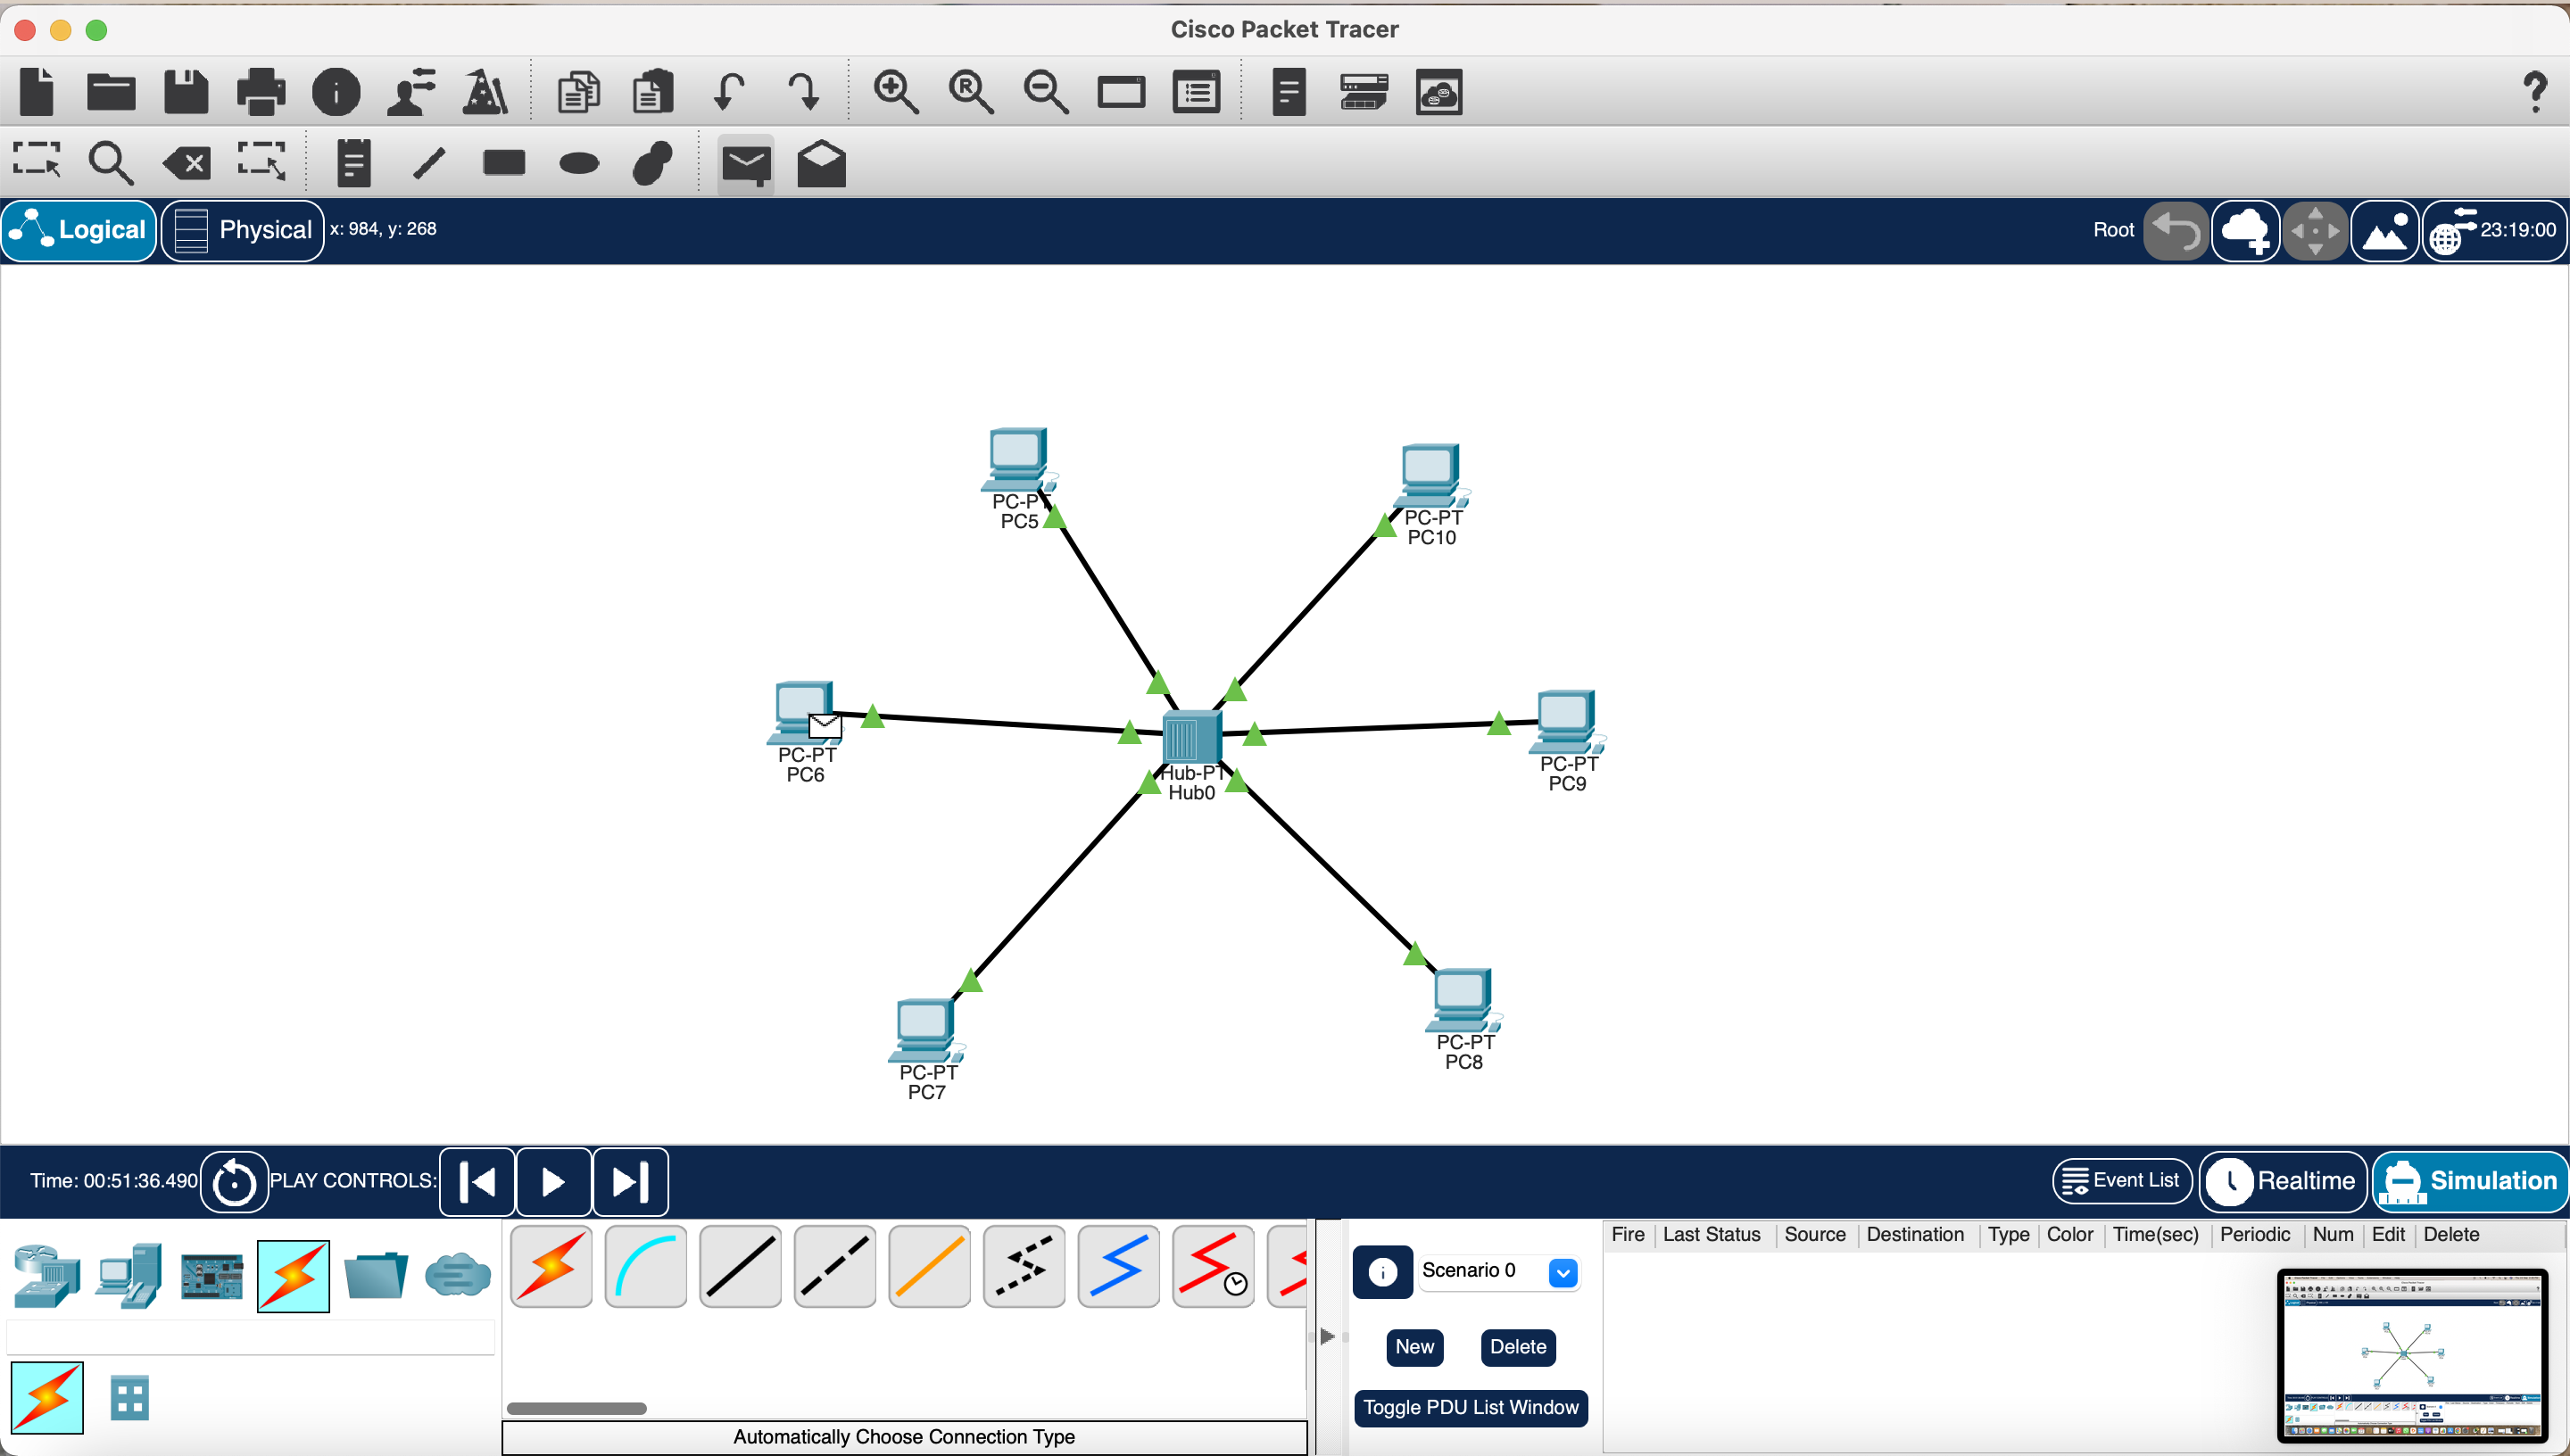 Cisco Packet Tracer
Logical
Physical
x: 984, y: 268
Root
23:19:00
PC-PT
PC5
PC-PT
PC10
PC-PT
PC6
Hub-PT
Hub0
PC-PT
PC9
PC-PT
PC7
PC-PT
PC8
Time: 00:51:36.490
PLAY CONTROLS:
Event List
Realtime
Simulation
Scenario 0
New
Delete
Toggle PDU List Window
Fire Last Status Source Destination Type Color Time(sec) Periodic Num Edit Delete
Automatically Choose Connection Type